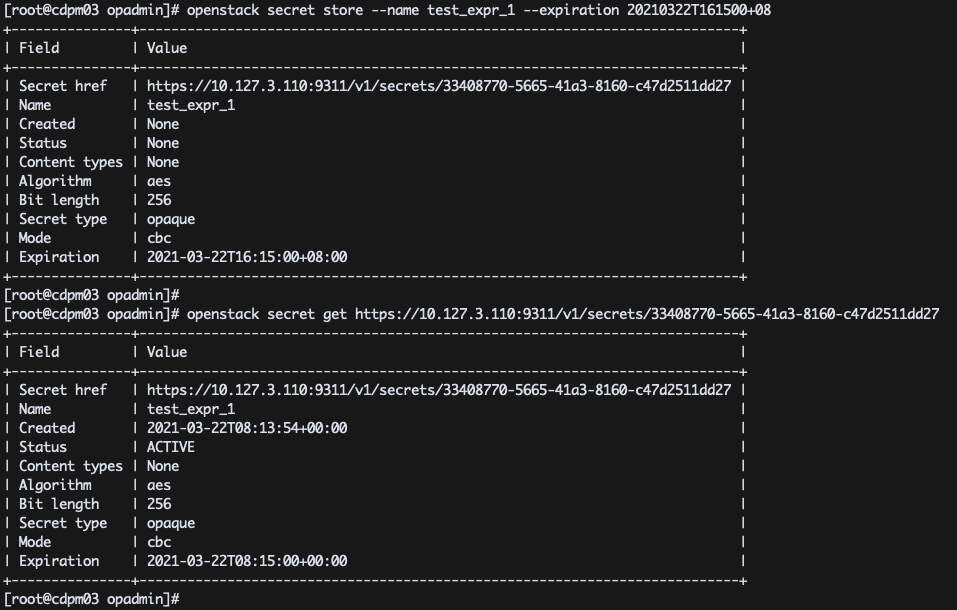 [root@cdpm03 opadmin]# openstack secret store --name test_expr_1 --expiration 20210322T161500+08
+---------------+--------------------------------------------------------------------------+
| Field         | Value                                                                    |
+---------------+--------------------------------------------------------------------------+
| Secret href   | https://10.127.3.110:9311/v1/secrets/33408770-5665-41a3-8160-c47d2511dd27 |
| Name          | test_expr_1                                                              |
| Created       | None                                                                     |
| Status        | None                                                                     |
| Content types | None                                                                     |
| Algorithm     | aes                                                                      |
| Bit length    | 256                                                                      |
| Secret type   | opaque                                                                   |
| Mode          | cbc                                                                      |
| Expiration    | 2021-03-22T16:15:00+08:00                                                |
+---------------+--------------------------------------------------------------------------+
[root@cdpm03 opadmin]#
[root@cdpm03 opadmin]# openstack secret get https://10.127.3.110:9311/v1/secrets/33408770-5665-41a3-8160-c47d2511dd27
+---------------+--------------------------------------------------------------------------+
| Field         | Value                                                                    |
+---------------+--------------------------------------------------------------------------+
| Secret href   | https://10.127.3.110:9311/v1/secrets/33408770-5665-41a3-8160-c47d2511dd27 |
| Name          | test_expr_1                                                              |
| Created       | 2021-03-22T08:13:54+00:00                                                |
| Status        | ACTIVE                                                                   |
| Content types | None                                                                     |
| Algorithm     | aes                                                                      |
| Bit length    | 256                                                                      |
| Secret type   | opaque                                                                   |
| Mode          | cbc                                                                      |
| Expiration    | 2021-03-22T08:15:00+00:00                                                |
+---------------+--------------------------------------------------------------------------+
[root@cdpm03 opadmin]#